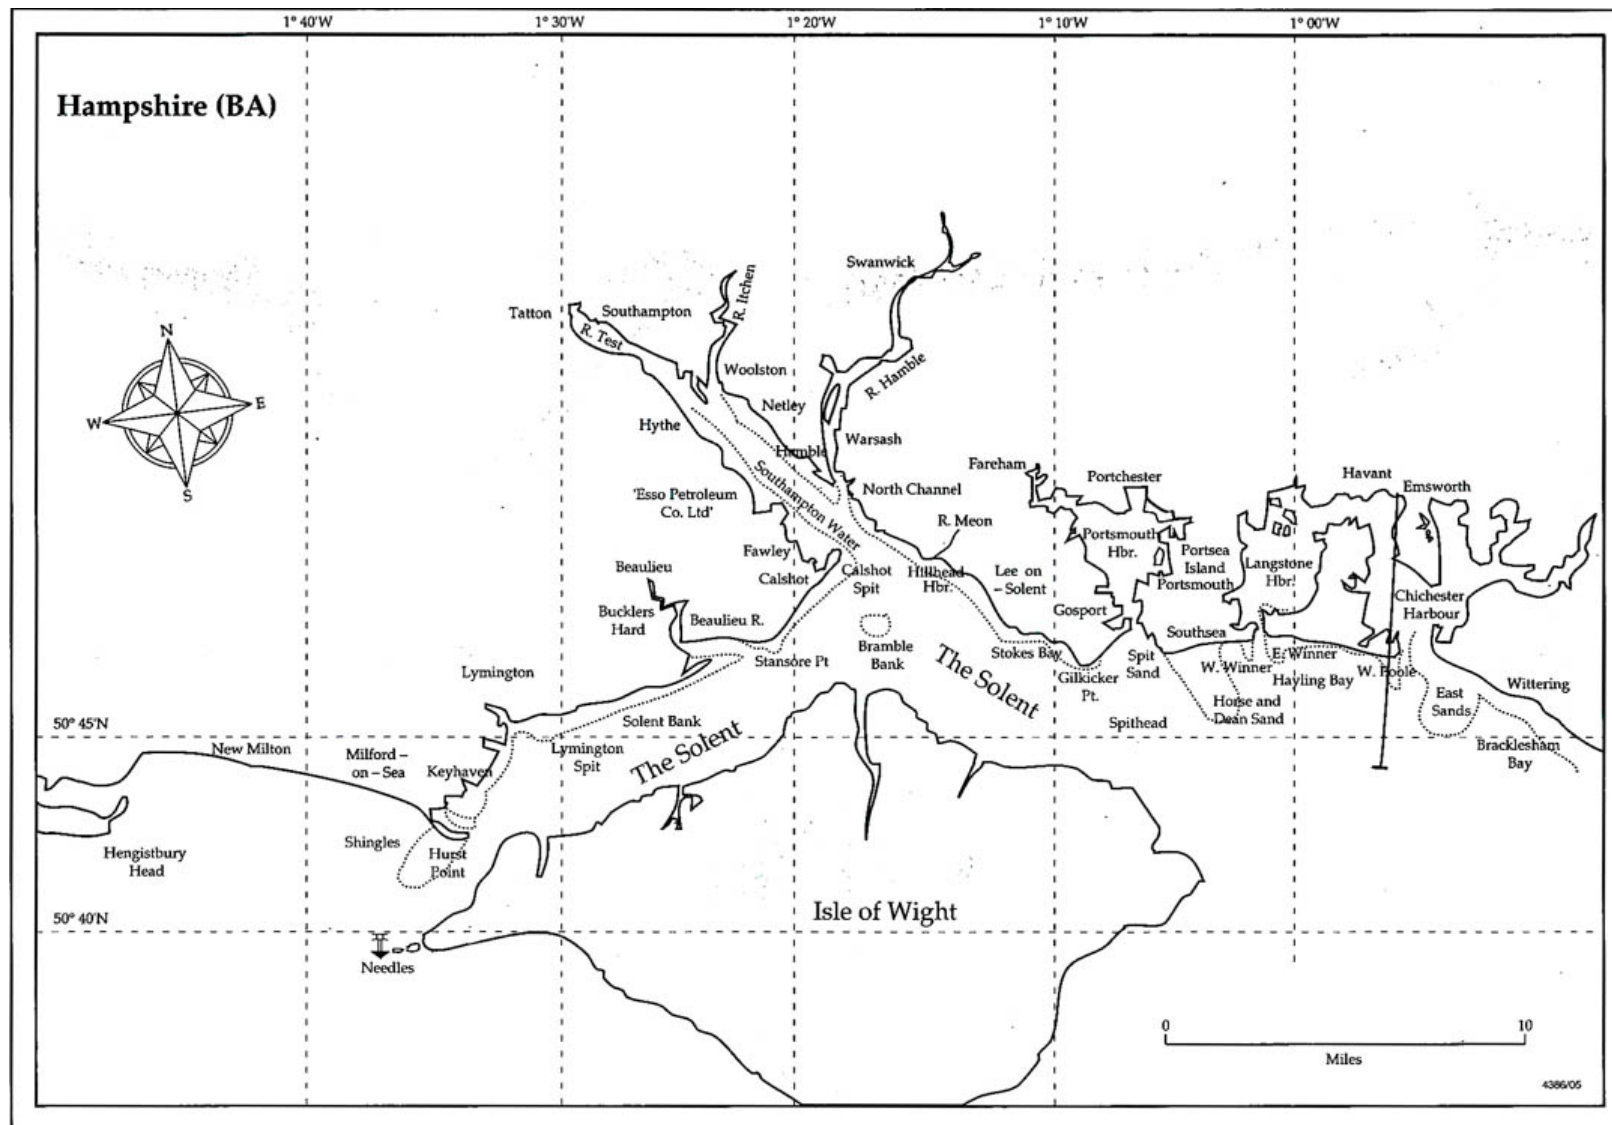 1° 40'W
1° 30'W
1° 20'W
1° 10'W
1° 00'W
Hampshire (BA)
Swanwick
R. Itchen
Tatton
Southampton
R. Test
N
W
E
S
Woolston
R. Hamble
Netley
Hythe
Warsash
Humble
Fareham
Portchester
Havant
Emsworth
Southampton Water
North Channel
'Esso Petroleum
Co. Ltd'
R. Meon
Portsmouth
Hbr.
Fawley
Portsea
Island
Portsmouth
Langstone
Hbr.
Beaulieu
Calshot
Calshot
Spit
Hillhead
Hbr.
Lee on
– Solent
Chichester
Harbour
Bucklers
Hard
Beaulieu R.
Gosport
Southsea
Bramble
Bank
Stansore Pt
The Solent
Stokes Bay
Spit
Sand
W. Winner
E. Winner
Hayling Bay
W. Poole
Lymington
Gilkicker
Pt.
Wittering
East
Sands
Horse and
Dean Sand
Spithead
50° 45'N
Solent Bank
The Solent
New Milton
Milford –
on – Sea
Keyhaven
Lymington
Spit
Bracklesham
Bay
Shingles
Hurst
Point
Hengistbury
Head
50° 40'N
Isle of Wight
Needles
0
10
Miles
4386/05